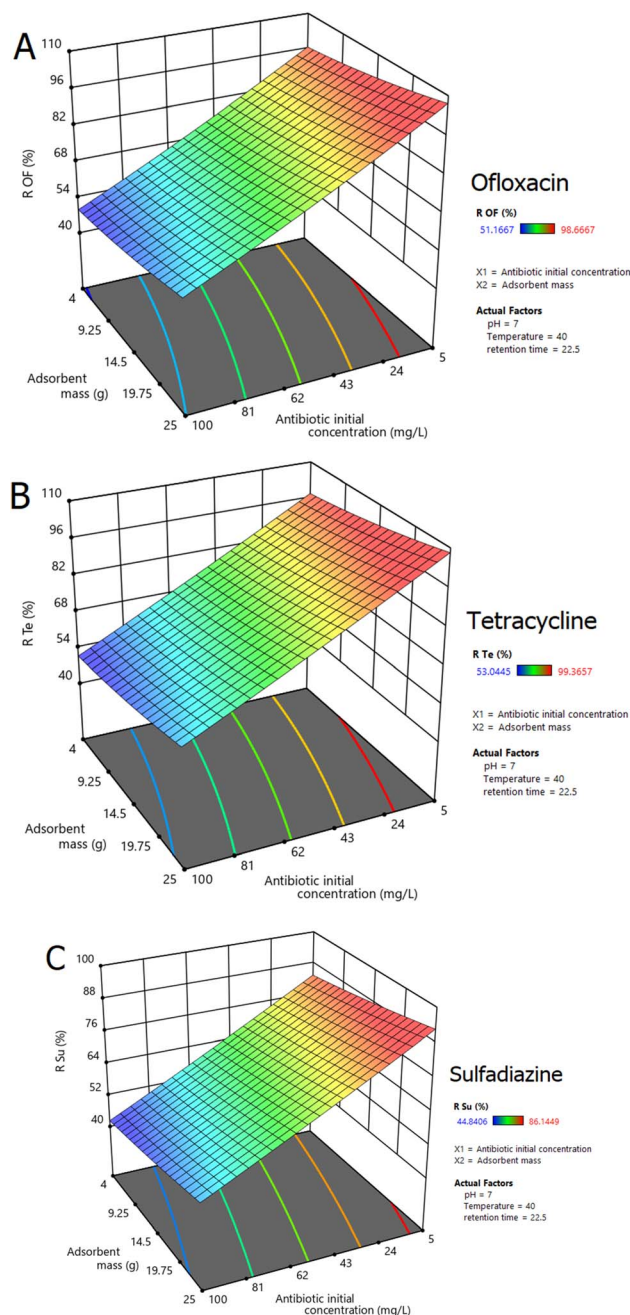 A
110
96
82
68
54
40
R OF (%)
4
9.25
14.5
19.75
25
Adsorbent
mass (g)
100
81
62
43
24
5
Antibiotic initial
concentration (mg/L)
Ofloxacin
R OF (%)
51.1667 98.6667
X1 = Antibiotic initial concentration
X2 = Adsorbent mass
Actual Factors
pH = 7
Temperature = 40
retention time = 22.5
B
110
96
82
68
54
40
R Te (%)
4
9.25
14.5
19.75
25
Adsorbent
mass (g)
100
81
62
43
24
5
Antibiotic initial
concentration (mg/L)
Tetracycline
R Te (%)
53.0445 99.3657
X1 = Antibiotic initial concentration
X2 = Adsorbent mass
Actual Factors
pH = 7
Temperature = 40
retention time = 22.5
C
100
88
76
64
52
40
R Su (%)
4
9.25
14.5
19.75
25
Adsorbent
mass (g)
100
81
62
43
24
5
Antibiotic initial
concentration (mg/L)
Sulfadiazine
R Su (%)
44.8406 86.1449
X1 = Antibiotic initial concentration
X2 = Adsorbent mass
Actual Factors
pH = 7
Temperature = 40
retention time = 22.5